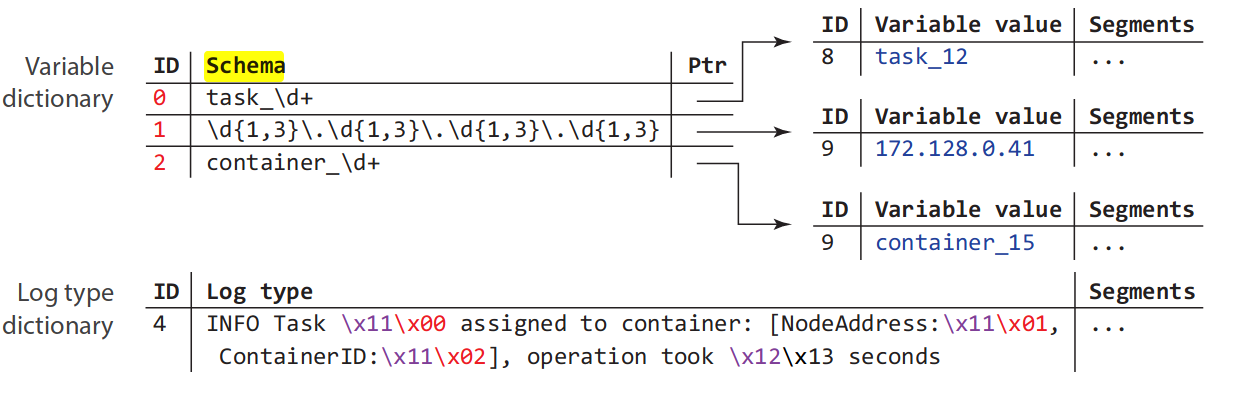 Variable dictionary
ID Schema Ptr
0 task_\d+
1 \d{1,3}\.\d{1,3}\.\d{1,3}\.\d{1,3}
2 container_\d+
ID Variable value Segments
8 task_12 ...
ID Variable value Segments
9 172.128.0.41 ...
ID Variable value Segments
9 container_15 ...
Log type dictionary
ID Log type Segments
4 INFO Task \x11\x00 assigned to container: [NodeAddress:\x11\x01, ...
ContainerID:\x11\x02], operation took \x12\x13 seconds